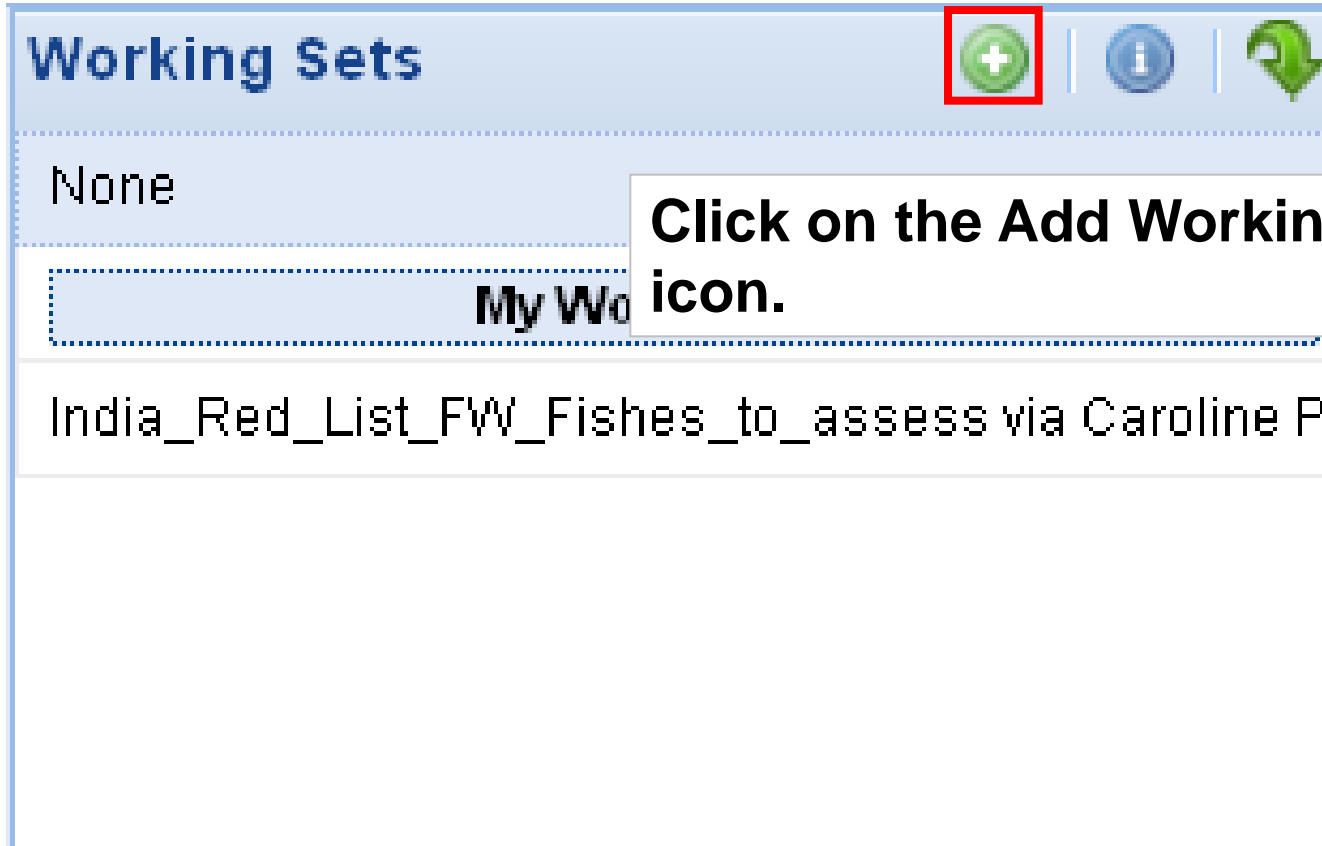 Working Sets
None
Click on the Add Workin
icon.
My Wo
India_Red_List_FW_Fishes_to_assess via Caroline P